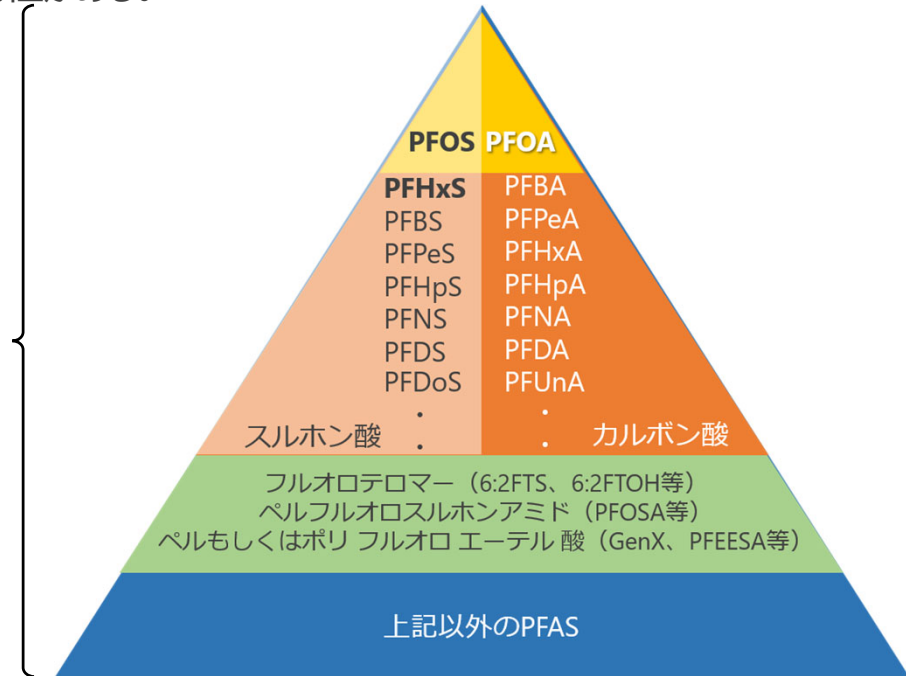 PFOS PFOA
PFHxS PFBA
PFBS PFPeA
PFPeS PFHxA
PFHpS PFHpA
PFNS PFNA
PFDS PFDA
PFDoS PFUnA
・ ・
スルホン酸 ・ ・ カルボン酸
フルオロテロマー（6:2FTS、6:2FTOH等）
ペルフルオロスルホンアミド（PFOSA等）
ペルもしくはポリ フルオロ エーテル 酸（GenX、PFEESA等）
上記以外のPFAS